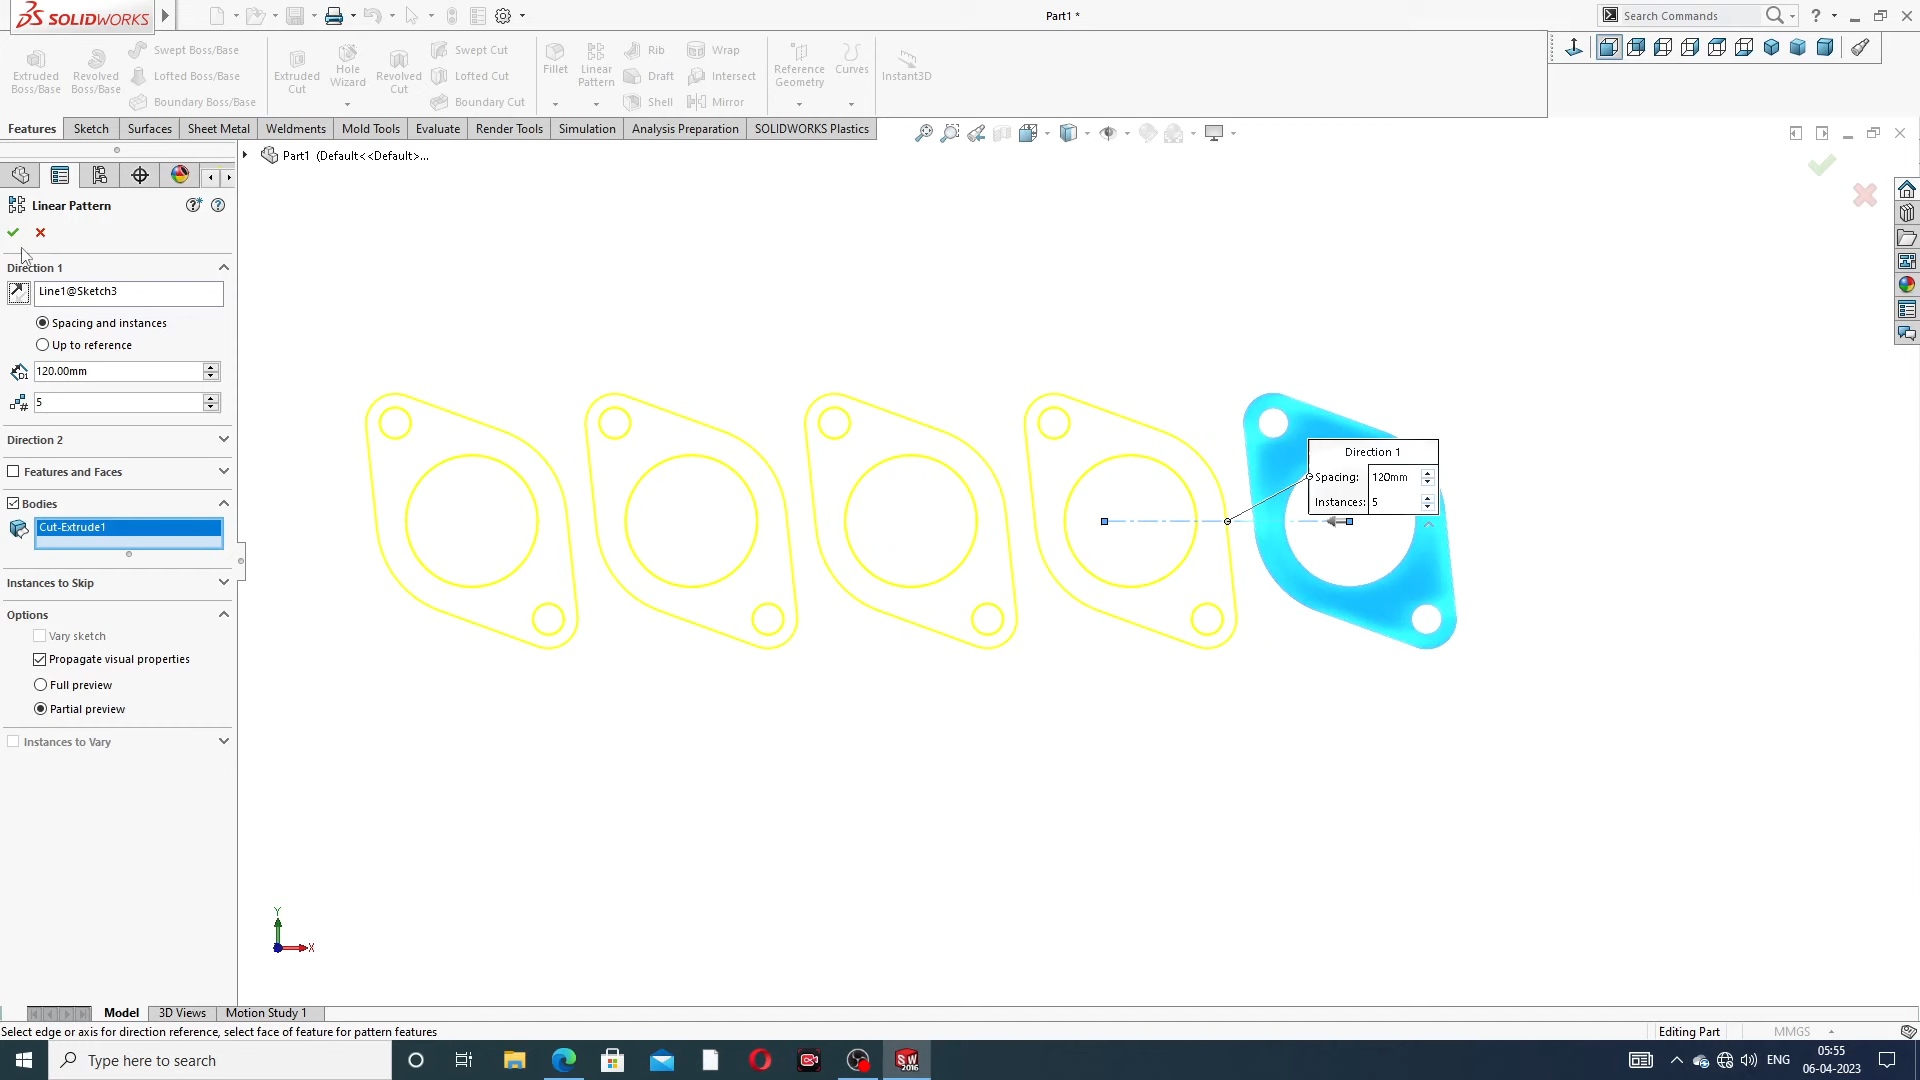 SOLIDWORKS
Part1 *
Search Commands
Extruded Boss/Base
Revolved Boss/Base
Swept Boss/Base
Lofted Boss/Base
Boundary Boss/Base
Extruded Cut
Hole Wizard
Revolved Cut
Swept Cut
Lofted Cut
Boundary Cut
Fillet
Linear Pattern
Rib
Draft
Shell
Wrap
Intersect
Mirror
Reference Geometry
Curves
Instant3D
Features
Sketch
Surfaces
Sheet Metal
Weldments
Mold Tools
Evaluate
Render Tools
Simulation
Analysis Preparation
SOLIDWORKS Plastics
Part1 (Default<<Default>...
Linear Pattern
Direction 1
Line1@Sketch3
Spacing and instances
Up to reference
120.00mm
5
Direction 2
Features and Faces
Bodies
Cut-Extrude1
Instances to Skip
Options
Vary sketch
Propagate visual properties
Full preview
Partial preview
Instances to Vary
Direction 1
Spacing: 120mm
Instances: 5
Y
X
Model
3D Views
Motion Study 1
Select edge or axis for direction reference, select face of feature for pattern features
Editing Part
MMGS
Type here to search
SW
2016
ENG
05:55
06-04-2023